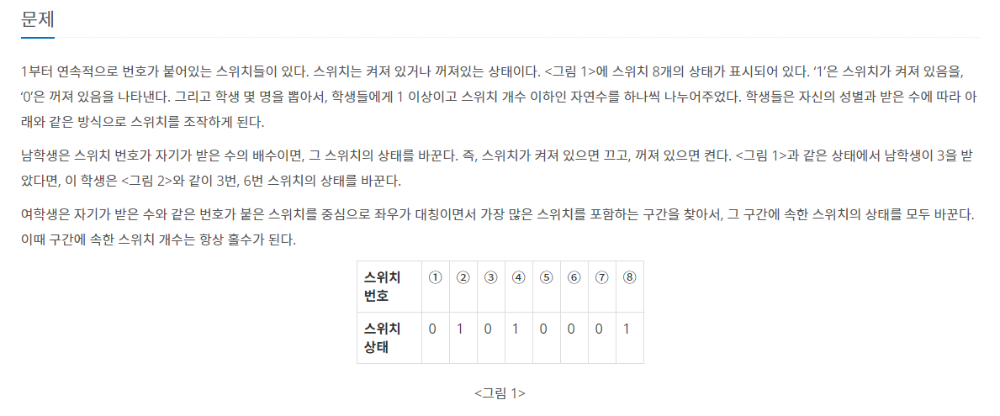 문제
1부터 연속적으로 번호가 붙어있는 스위치들이 있다. 스위치는 켜져 있거나 꺼져있는 상태이다. <그림 1>에 스위치 8개의 상태가 표시되어 있다. ‘1’은 스위치가 켜져 있음을,
‘0’은 꺼져 있음을 나타낸다. 그리고 학생 몇 명을 뽑아서, 학생들에게 1 이상이고 스위치 개수 이하인 자연수를 하나씩 나누어주었다. 학생들은 자신의 성별과 받은 수에 따라 아
래와 같은 방식으로 스위치를 조작하게 된다.
남학생은 스위치 번호가 자기가 받은 수의 배수이면, 그 스위치의 상태를 바꾼다. 즉, 스위치가 켜져 있으면 끄고, 꺼져 있으면 켠다. <그림 1>과 같은 상태에서 남학생이 3을 받
았다면, 이 학생은 <그림 2>와 같이 3번, 6번 스위치의 상태를 바꾼다.
여학생은 자기가 받은 수와 같은 번호가 붙은 스위치를 중심으로 좌우가 대칭이면서 가장 많은 스위치를 포함하는 구간을 찾아서, 그 구간에 속한 스위치의 상태를 모두 바꾼다.
이때 구간에 속한 스위치 개수는 항상 홀수가 된다.
스위치 ① ② ③ ④ ⑤ ⑥ ⑦ ⑧
번호
스위치 0 1 0 1 0 0 0 1
상태
<그림 1>